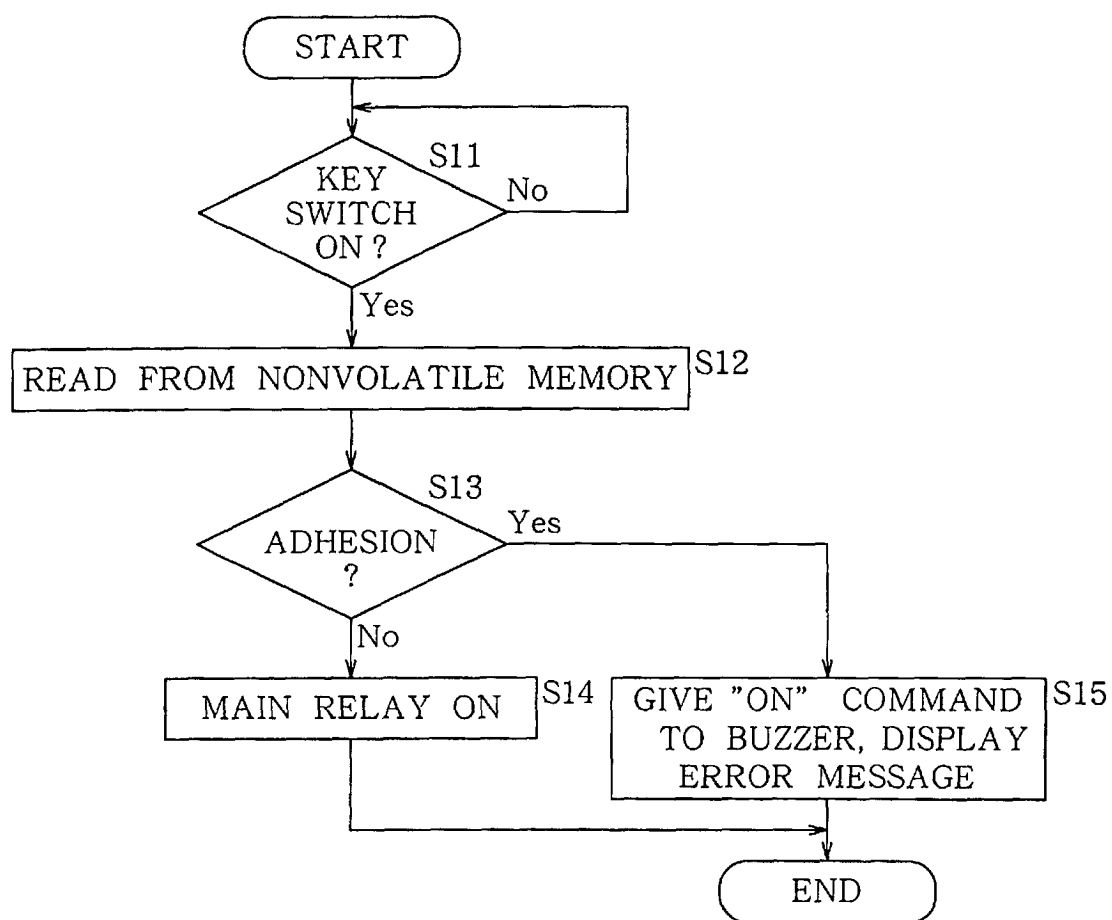 START
S11
KEY
SWITCH
ON ?
No
Yes
READ FROM NONVOLATILE MEMORY
S12
S13
ADHESION
?
Yes
No
MAIN RELAY ON
S14
GIVE "ON" COMMAND
TO BUZZER, DISPLAY
ERROR MESSAGE
S15
END